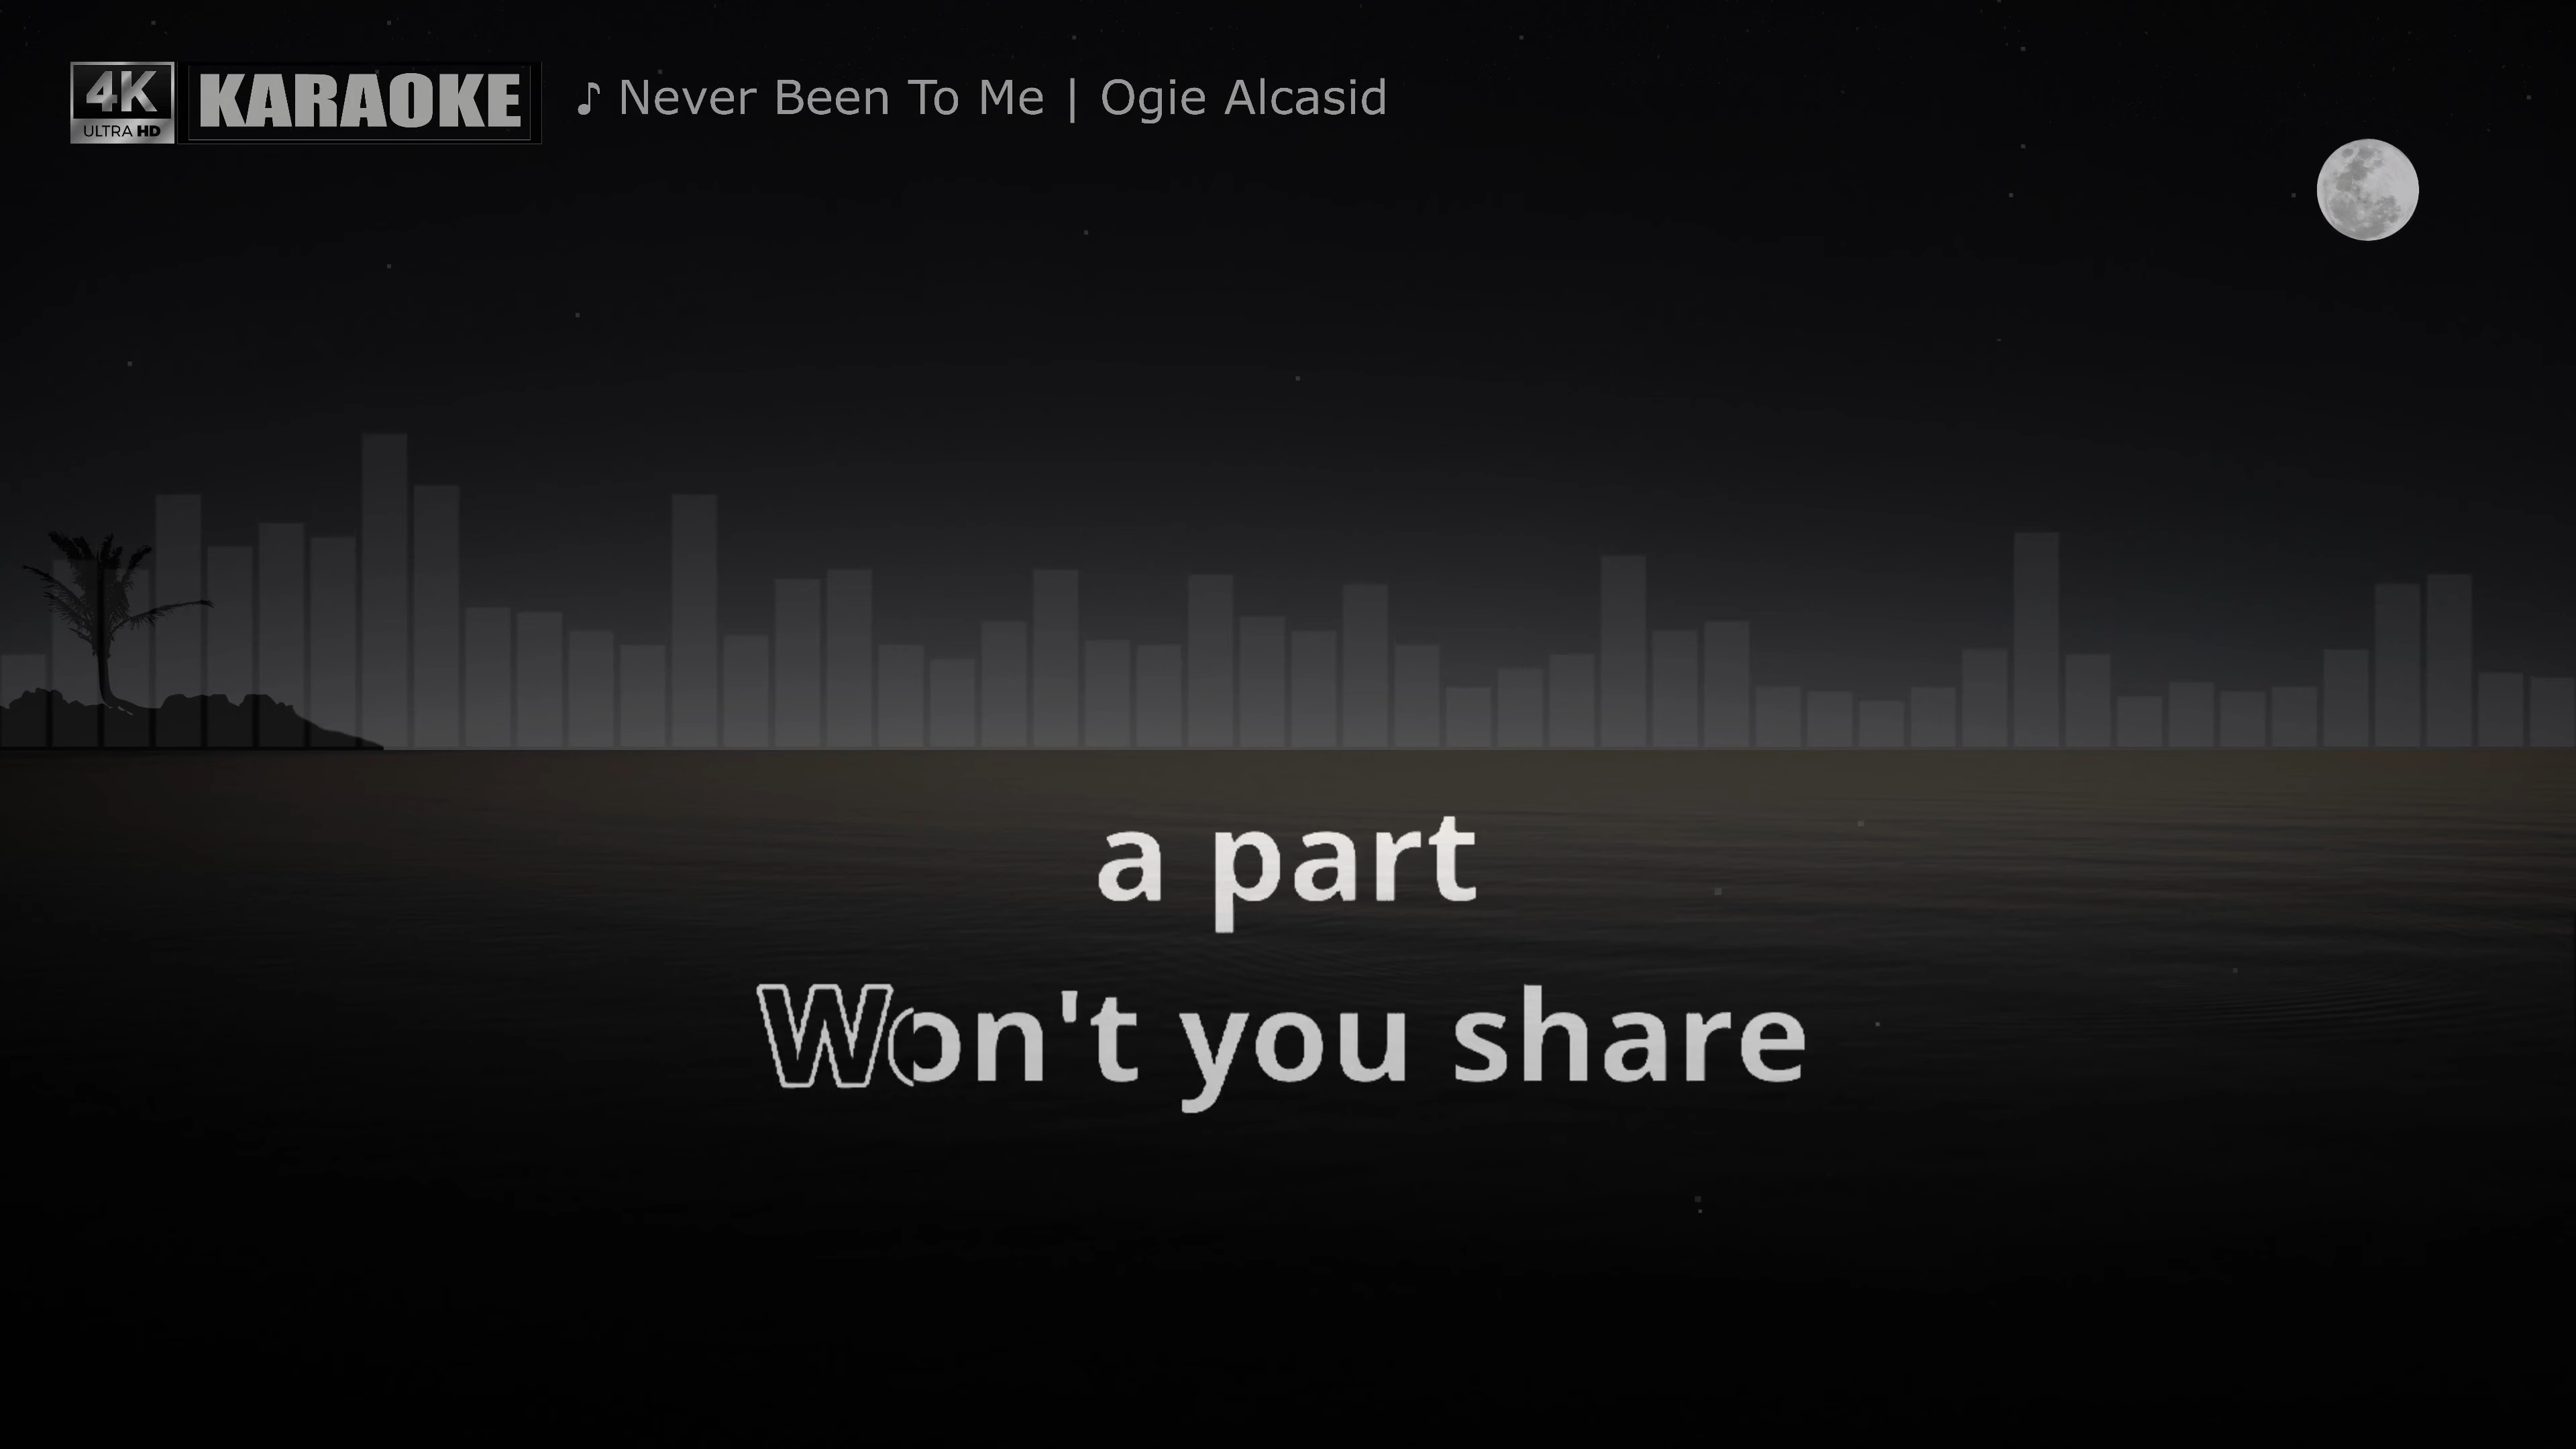 4K
ULTRA HD
KARAOKE
♪ Never Been To Me | Ogie Alcasid
a part
Won't you share